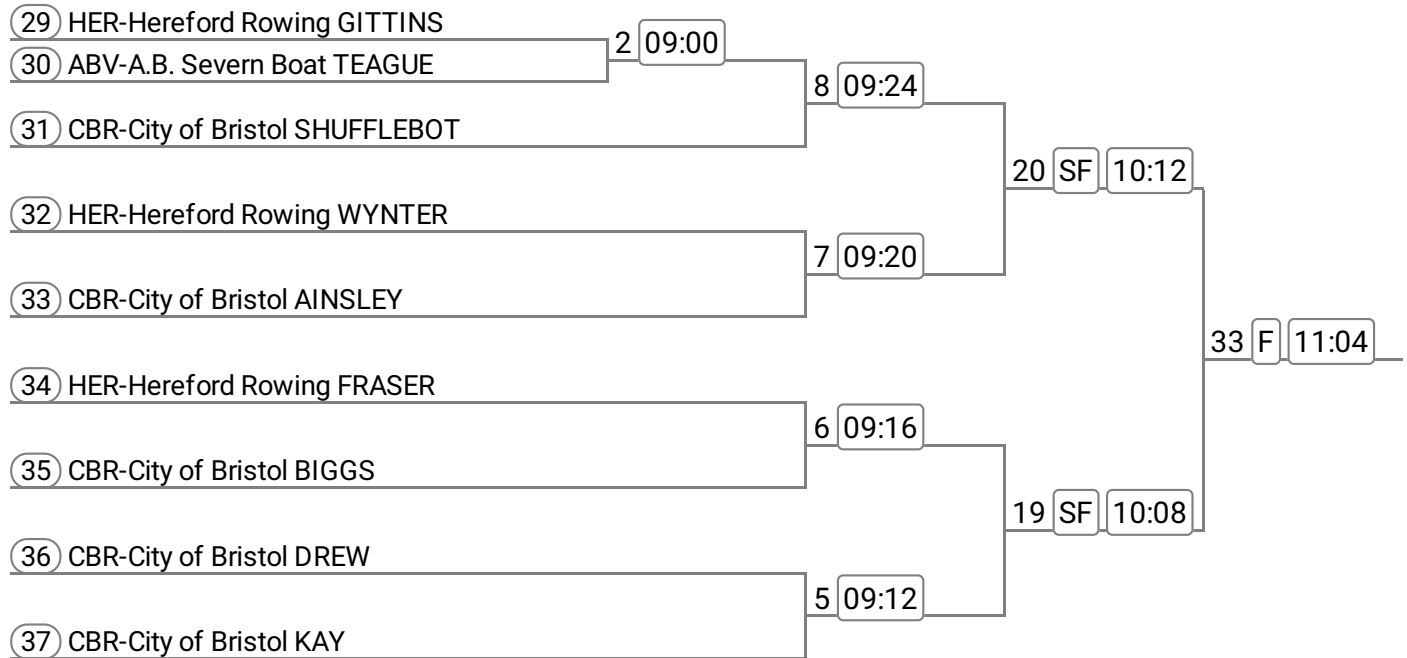 29 HER-Hereford Rowing GITTINS
2 09:00
30 ABV-A.B. Severn Boat TEAGUE
8 09:24
31 CBR-City of Bristol SHUFFLEBOT
20 SF 10:12
32 HER-Hereford Rowing WYNTER
7 09:20
33 CBR-City of Bristol AINSLEY
33 F 11:04
34 HER-Hereford Rowing FRASER
6 09:16
35 CBR-City of Bristol BIGGS
19 SF 10:08
36 CBR-City of Bristol DREW
5 09:12
37 CBR-City of Bristol KAY